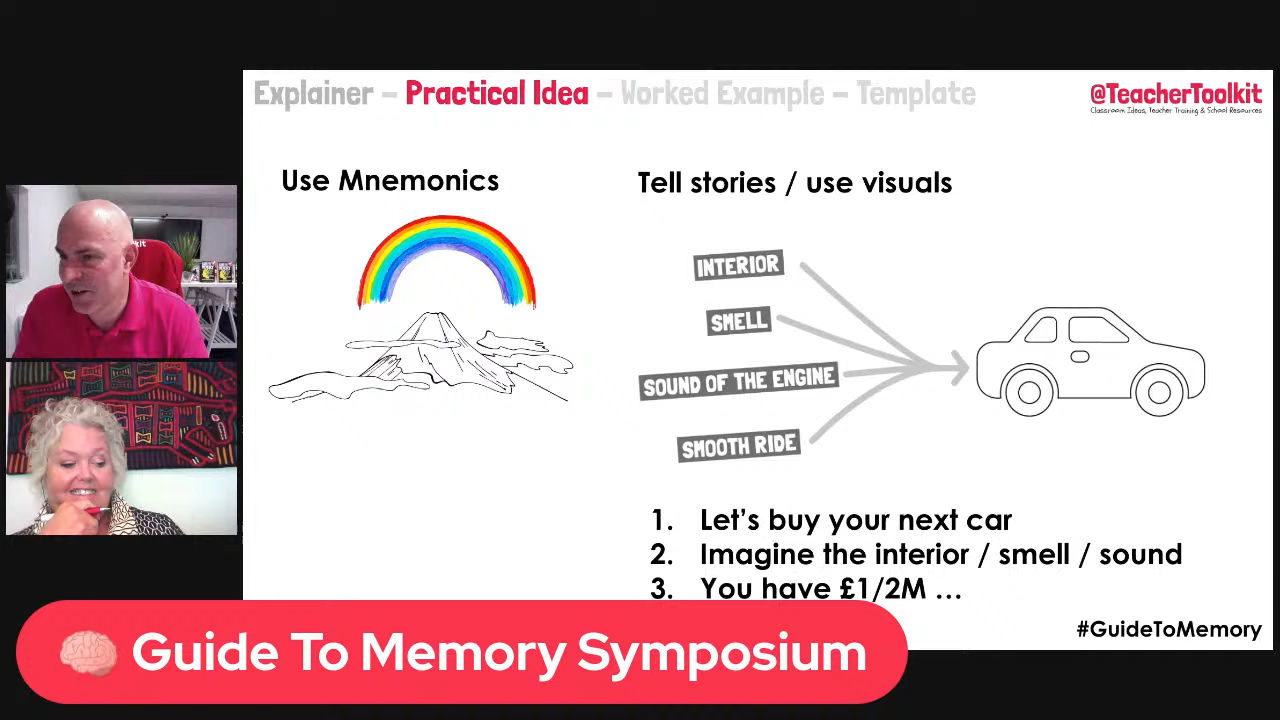 Explainer – Practical Idea – Worked Example – Template
@TeacherToolkit
Classroom Ideas, Teacher Training & School Resources
Use Mnemonics
Tell stories / use visuals
INTERIOR
SMELL
SOUND OF THE ENGINE
SMOOTH RIDE
1. Let's buy your next car
2. Imagine the interior / smell / sound
3. You have £1/2M ...
#GuideToMemory
Guide To Memory Symposium